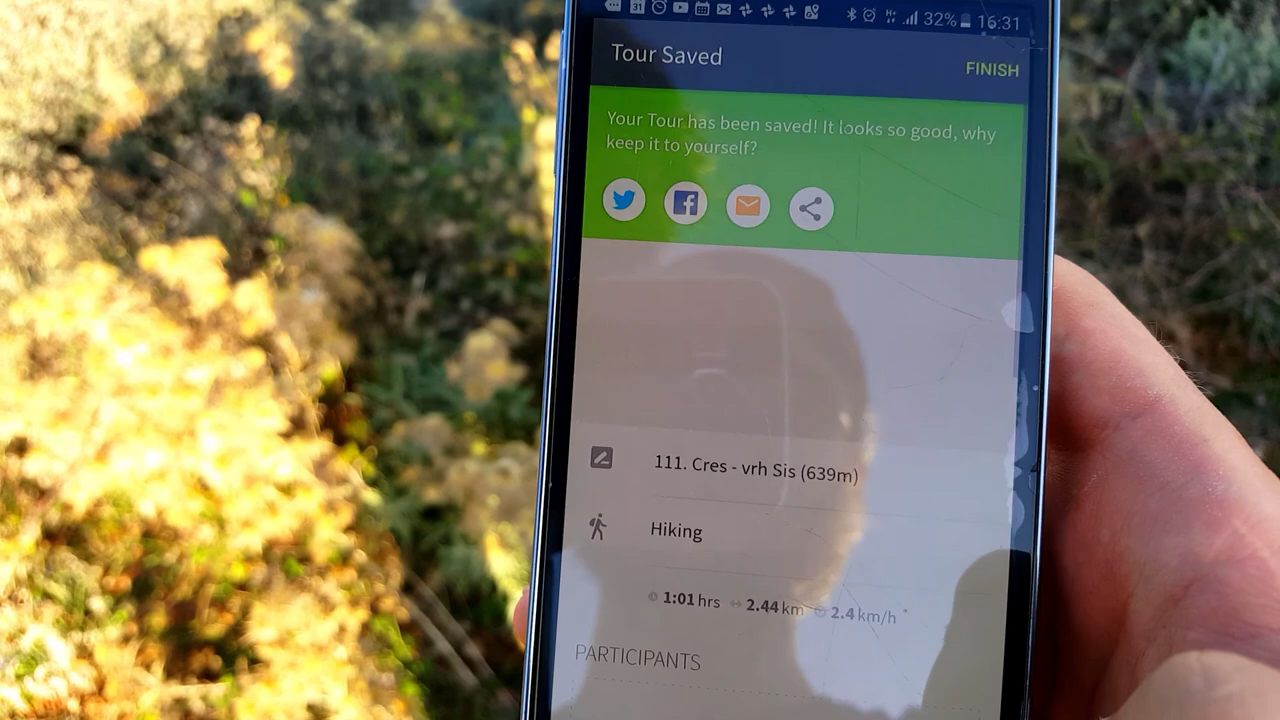 31 32% 16:31
Tour Saved
FINISH
Your Tour has been saved! It looks so good, why
keep it to yourself?
111. Cres - vrh Sis (639m)
Hiking
1:01 hrs 2.44 km 2.4 km/h
PARTICIPANTS